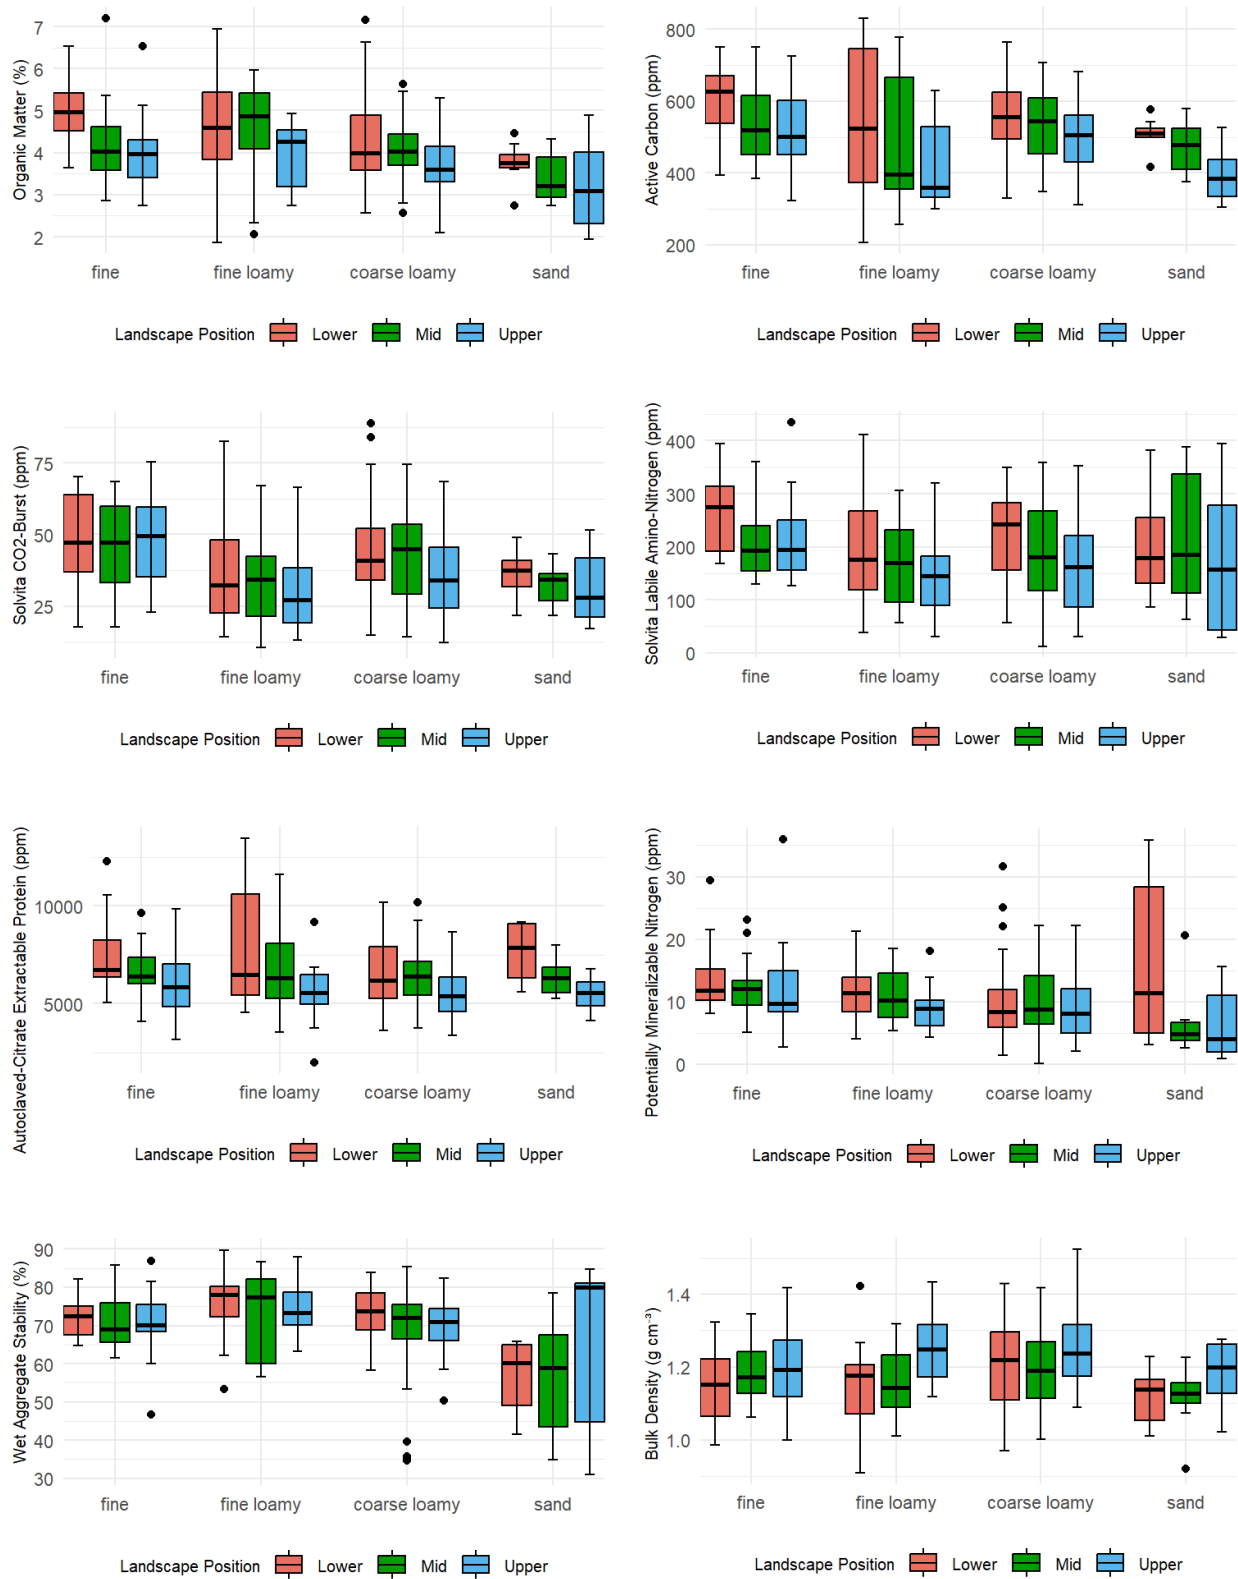 Organic Matter (%)
7
6
5
4
3
2
fine
fine loamy
coarse loamy
sand
Landscape Position Lower Mid Upper
Active Carbon (ppm)
800
600
400
200
fine
fine loamy
coarse loamy
sand
Landscape Position Lower Mid Upper
Solvita CO2-Burst (ppm)
75
50
25
fine
fine loamy
coarse loamy
sand
Landscape Position Lower Mid Upper
Solvita Labile Amino-Nitrogen (ppm)
400
300
200
100
0
fine
fine loamy
coarse loamy
sand
Landscape Position Lower Mid Upper
Autoclaved-Citrate Extractable Protein (ppm)
10000
5000
fine
fine loamy
coarse loamy
sand
Landscape Position Lower Mid Upper
Potentially Mineralizable Nitrogen (ppm)
30
20
10
0
fine
fine loamy
coarse loamy
sand
Landscape Position Lower Mid Upper
Wet Aggregate Stability (%)
90
80
70
60
50
40
30
fine
fine loamy
coarse loamy
sand
Landscape Position Lower Mid Upper
Bulk Density (g cm⁻³)
1.4
1.2
1.0
fine
fine loamy
coarse loamy
sand
Landscape Position Lower Mid Upper